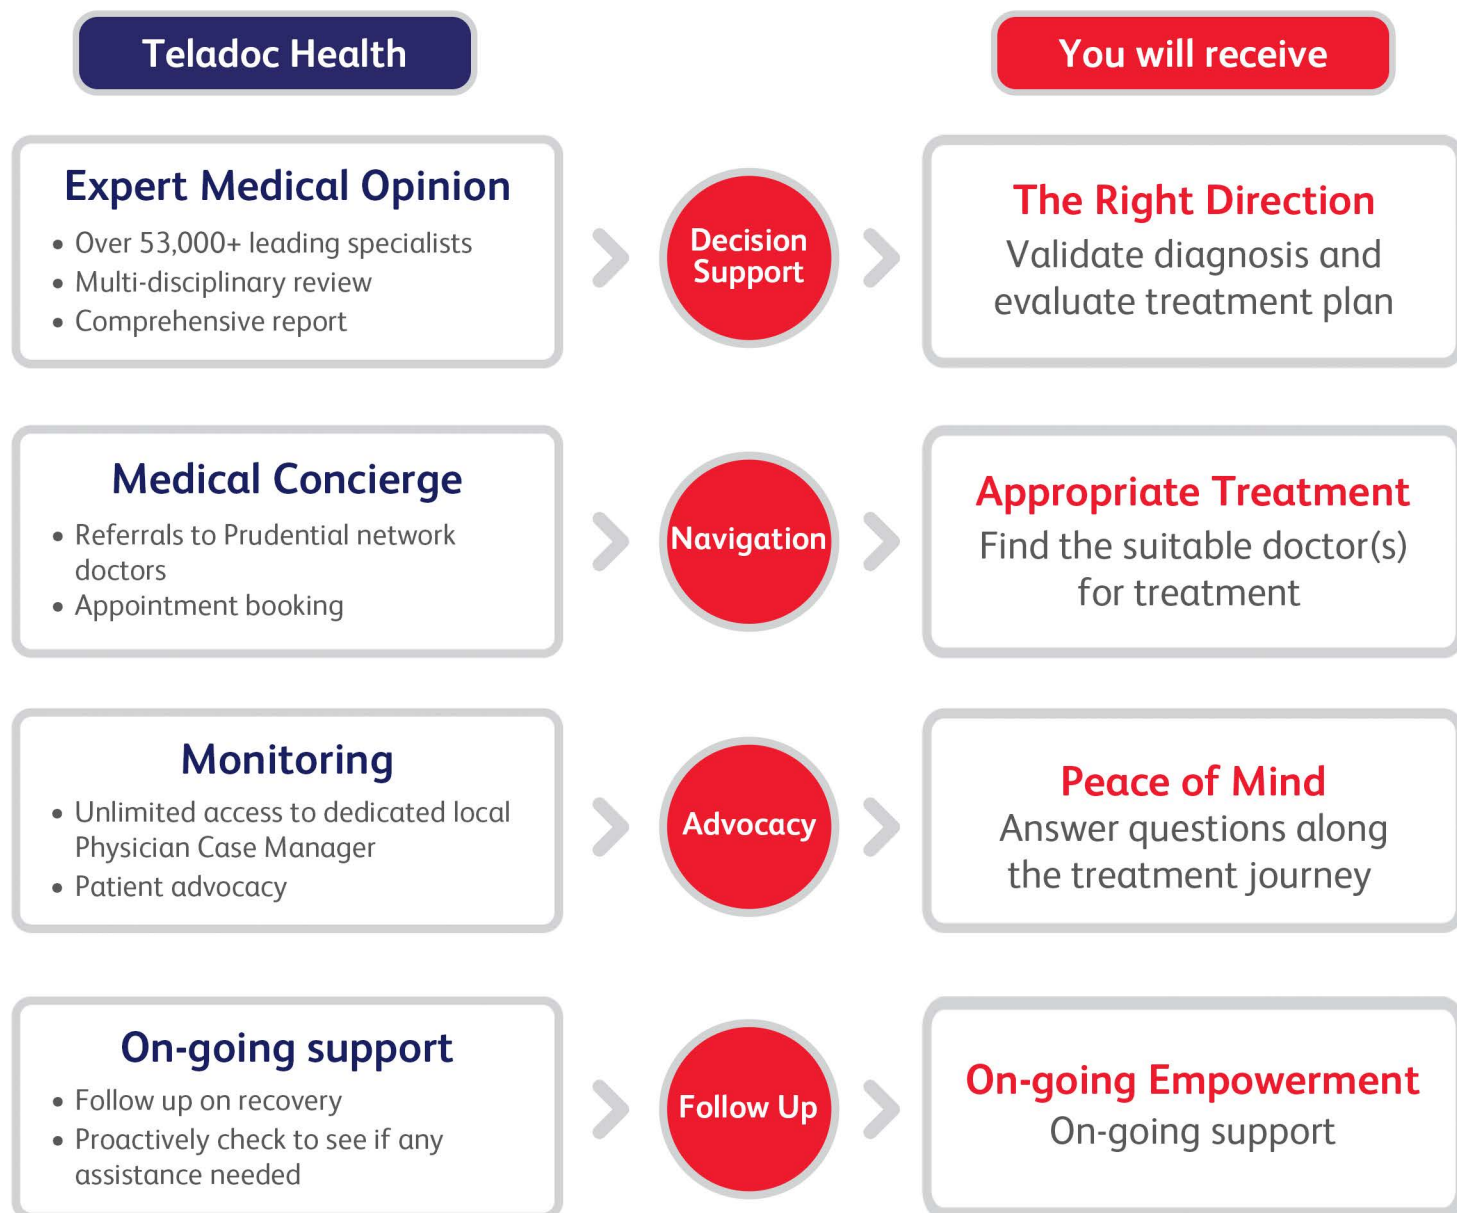 Teladoc Health
You will receive
Expert Medical Opinion
• Over 53,000+ leading specialists
• Multi-disciplinary review
• Comprehensive report
Decision
Support
The Right Direction
Validate diagnosis and
evaluate treatment plan
Medical Concierge
• Referrals to Prudential network
doctors
• Appointment booking
Navigation
Appropriate Treatment
Find the suitable doctor(s)
for treatment
Monitoring
• Unlimited access to dedicated local
Physician Case Manager
• Patient advocacy
Advocacy
Peace of Mind
Answer questions along
the treatment journey
On-going support
• Follow up on recovery
• Proactively check to see if any
assistance needed
Follow Up
On-going Empowerment
On-going support